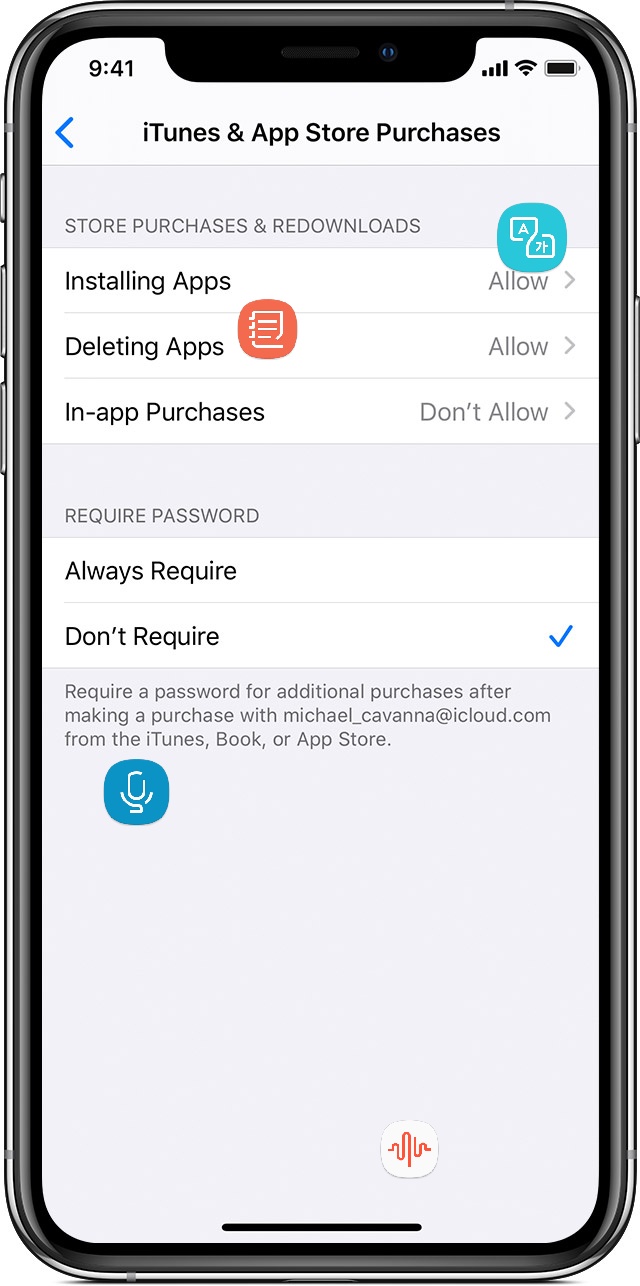 9:41
iTunes & App Store Purchases
STORE PURCHASES & REDOWNLOADS
A
가
Installing Apps Allow
Deleting Apps Allow
In-app Purchases Don’t Allow
REQUIRE PASSWORD
Always Require
Don’t Require
Require a password for additional purchases after
making a purchase with michael_cavanna@icloud.com
from the iTunes, Book, or App Store.